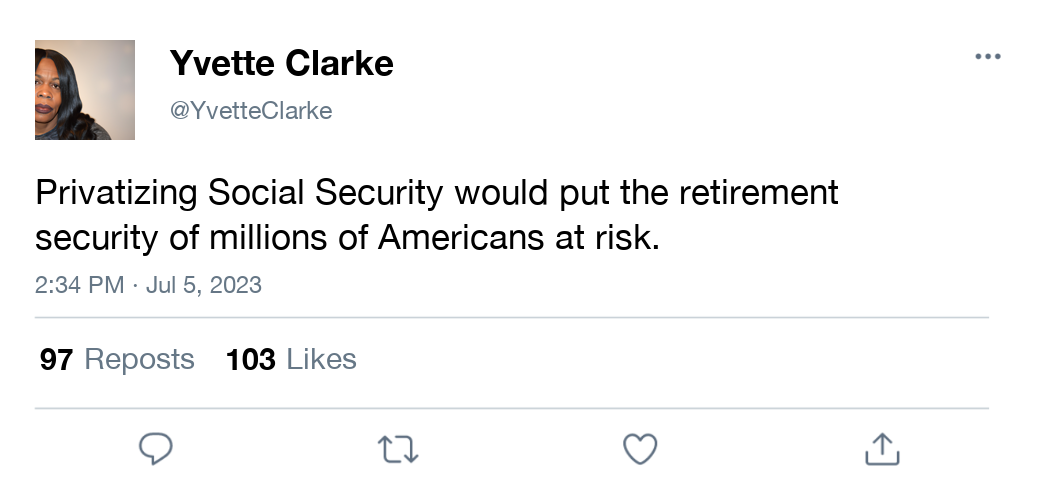 Yvette Clarke
@YvetteClarke
Privatizing Social Security would put the retirement
security of millions of Americans at risk.
2:34 PM · Jul 5, 2023
97 Reposts 103 Likes